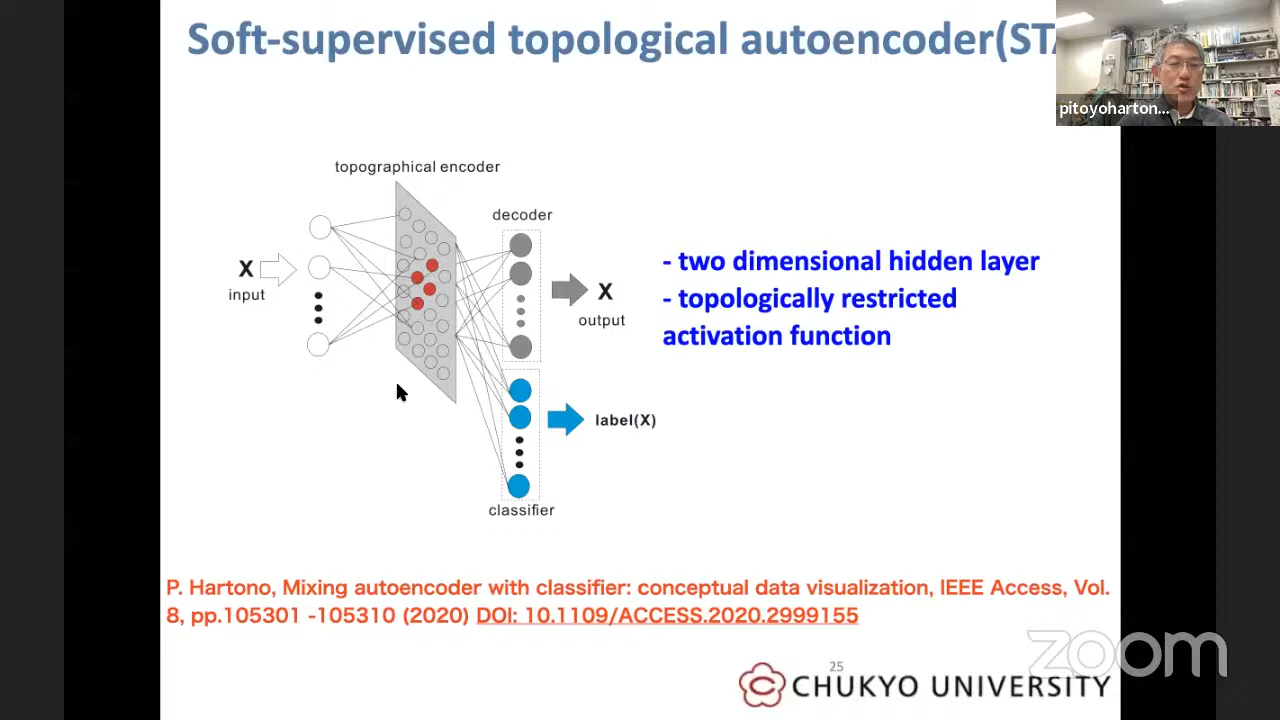 Soft-supervised topological autoencoder(STA
pitoyoharton...
topographical encoder
decoder
X
input
X
output
- two dimensional hidden layer
- topologically restricted
activation function
label(X)
classifier
P. Hartono, Mixing autoencoder with classifier: conceptual data visualization, IEEE Access, Vol.
8, pp.105301 -105310 (2020) DOI: 10.1109/ACCESS.2020.2999155
zoom
25
CHUKYO UNIVERSITY